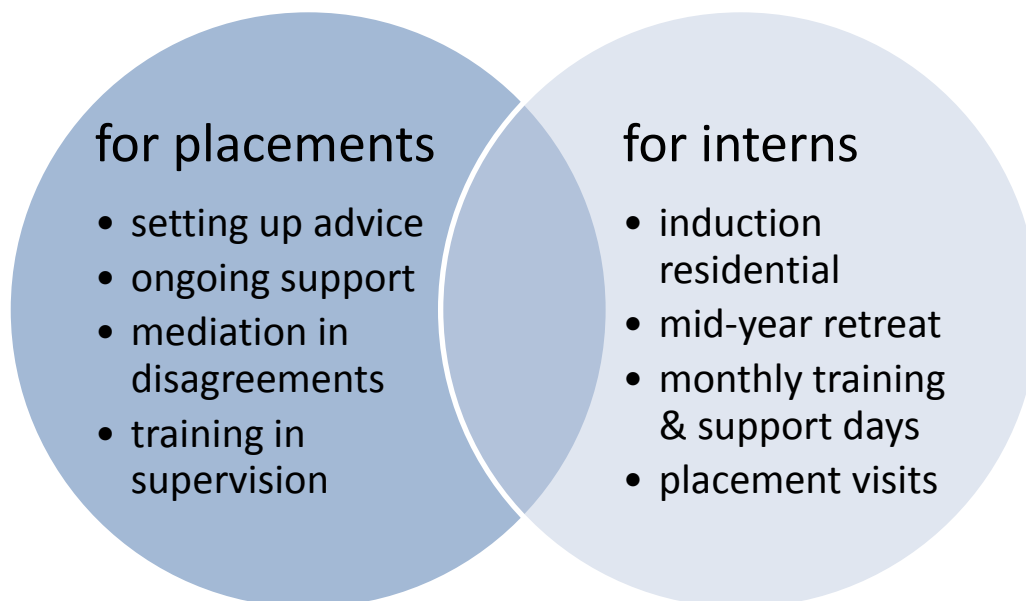 for placements
• setting up advice
• ongoing support
• mediation in
disagreements
• training in
supervision
for interns
• induction
residential
• mid-year retreat
• monthly training
& support days
• placement visits